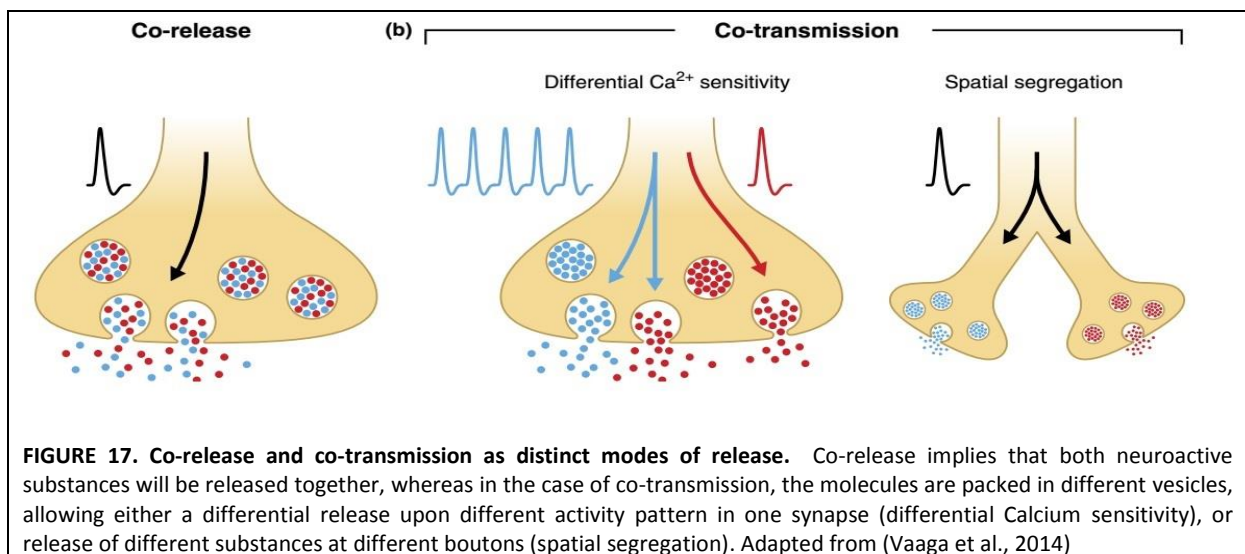 Co-release
(b)
Co-transmission
Differential Ca²⁺ sensitivity
Spatial segregation
FIGURE 17. Co-release and co-transmission as distinct modes of release. Co-release implies that both neuroactive
substances will be released together, whereas in the case of co-transmission, the molecules are packed in different vesicles,
allowing either a differential release upon different activity pattern in one synapse (differential Calcium sensitivity), or
release of different substances at different boutons (spatial segregation). Adapted from (Vaaga et al., 2014)